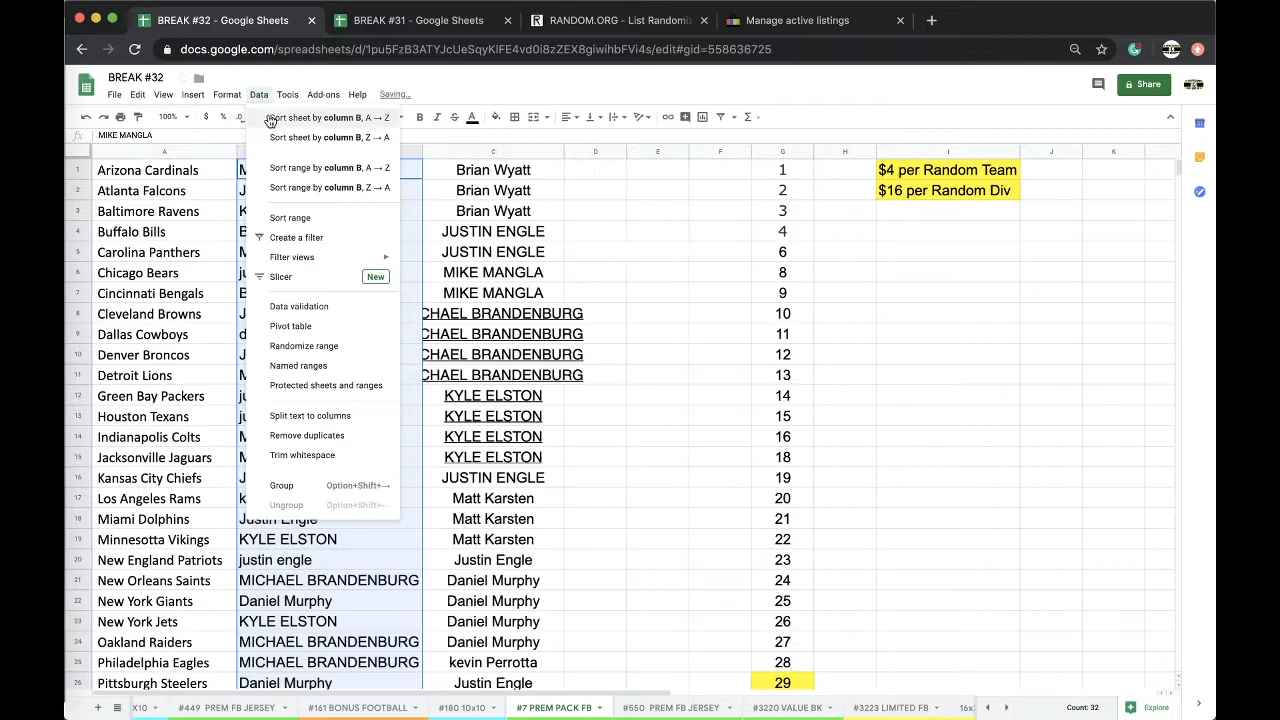 BREAK #32 - Google Sheets
BREAK #31 - Google Sheets
RANDOM.ORG - List Randomiz
Manage active listings
docs.google.com/spreadsheets/d/1pu5FzB3ATYJcUeSqyKIFE4vd0i8zZEX8giwihbFVi4s/edit#gid=558636725
BREAK #32
File Edit View Insert Format Data Tools Add-ons Help Saving...
Share
100% $ % .0
fx MIKE MANGLA
Sort sheet by column B, A → Z
Sort sheet by column B, Z → A
Sort range by column B, A → Z
Sort range by column B, Z → A
Sort range
Create a filter
Filter views
Slicer New
Data validation
Pivot table
Randomize range
Named ranges
Protected sheets and ranges
Split text to columns
Remove duplicates
Trim whitespace
Group Option+Shift+→
Ungroup Option+Shift+←
A C D E F G H I J K
1 Arizona Cardinals M Brian Wyatt 1 $4 per Random Team
2 Atlanta Falcons J Brian Wyatt 2 $16 per Random Div
3 Baltimore Ravens K Brian Wyatt 3
4 Buffalo Bills B JUSTIN ENGLE 4
5 Carolina Panthers M JUSTIN ENGLE 6
6 Chicago Bears ju MIKE MANGLA 8
7 Cincinnati Bengals B MIKE MANGLA 9
8 Cleveland Browns J CHAEL BRANDENBURG 10
9 Dallas Cowboys d CHAEL BRANDENBURG 11
10 Denver Broncos J CHAEL BRANDENBURG 12
11 Detroit Lions M CHAEL BRANDENBURG 13
12 Green Bay Packers ju KYLE ELSTON 14
13 Houston Texans ju KYLE ELSTON 15
14 Indianapolis Colts M KYLE ELSTON 16
15 Jacksonville Jaguars M KYLE ELSTON 18
16 Kansas City Chiefs J JUSTIN ENGLE 19
17 Los Angeles Rams k Matt Karsten 20
18 Miami Dolphins Justin Engle Matt Karsten 21
19 Minnesotta Vikings KYLE ELSTON Matt Karsten 22
20 New England Patriots justin engle Justin Engle 23
21 New Orleans Saints MICHAEL BRANDENBURG Daniel Murphy 24
22 New York Giants Daniel Murphy Daniel Murphy 25
23 New York Jets KYLE ELSTON Daniel Murphy 26
24 Oakland Raiders MICHAEL BRANDENBURG Daniel Murphy 27
25 Philadelphia Eagles MICHAEL BRANDENBURG kevin Perrotta 28
26 Pittsburgh Steelers Daniel Murphy Justin Engle 29
X10 #449 PREM FB JERSEY #161 BONUS FOOTBALL #180 10x10 #7 PREM PACK FB #550 PREM FB JERSEY #3220 VALUE BK #3223 LIMITED FB 16x Count: 32 Explore